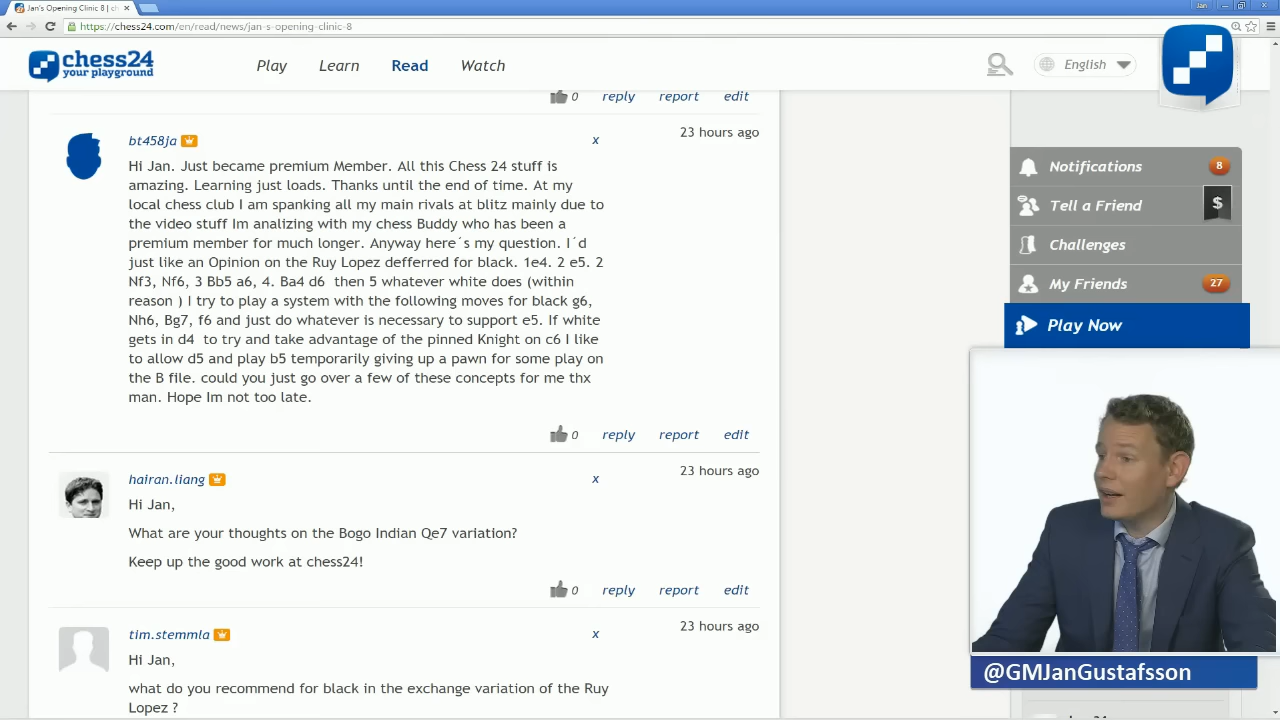 Jan's Opening Clinic 8 | ch
Jan
https://chess24.com/en/read/news/jan-s-opening-clinic-8
chess24
your playground
Play Learn Read Watch
English
0 reply report edit
bt458ja x 23 hours ago
Hi Jan. Just became premium Member. All this Chess 24 stuff is
amazing. Learning just loads. Thanks until the end of time. At my
local chess club I am spanking all my main rivals at blitz mainly due to
the video stuff Im analizing with my chess Buddy who has been a
premium member for much longer. Anyway here´s my question. I´d
just like an Opinion on the Ruy Lopez defferred for black. 1e4. 2 e5. 2
Nf3, Nf6, 3 Bb5 a6, 4. Ba4 d6 then 5 whatever white does (within
reason ) I try to play a system with the following moves for black g6,
Nh6, Bg7, f6 and just do whatever is necessary to support e5. If white
gets in d4 to try and take advantage of the pinned Knight on c6 I like
to allow d5 and play b5 temporarily giving up a pawn for some play on
the B file. could you just go over a few of these concepts for me thx
man. Hope Im not too late.
0 reply report edit
hairan.liang x 23 hours ago
Hi Jan,
What are your thoughts on the Bogo Indian Qe7 variation?
Keep up the good work at chess24!
0 reply report edit
tim.stemmla x 23 hours ago
Hi Jan,
what do you recommend for black in the exchange variation of the Ruy
Lopez ?
Notifications 8
Tell a Friend $
Challenges
My Friends 27
Play Now
@GMJanGustafsson